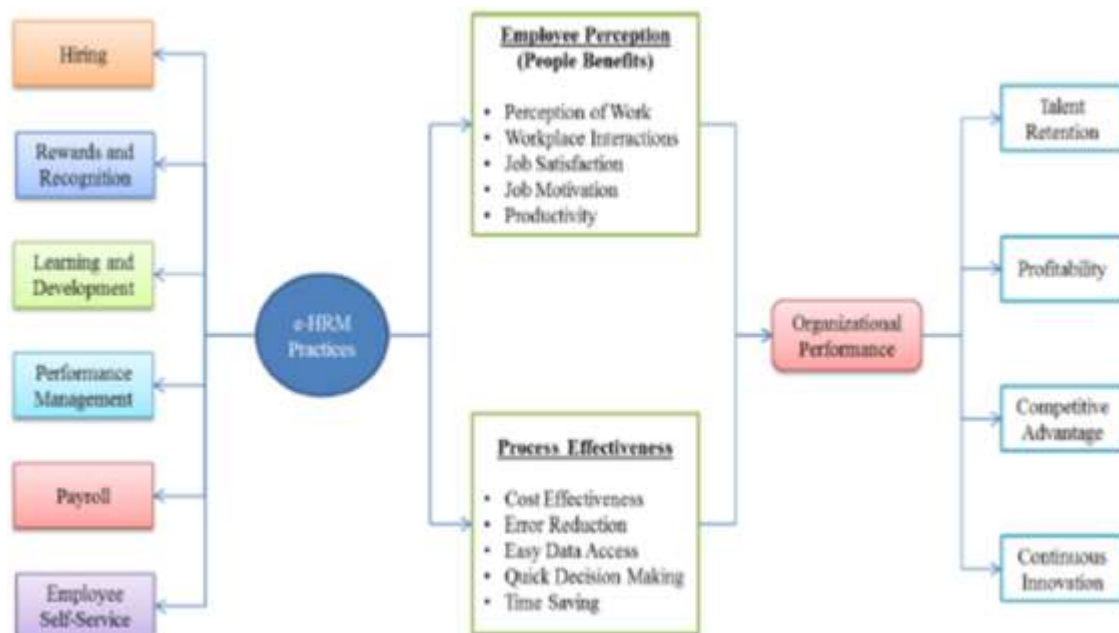 Hiring
Rewards and
Recognition
Learning and
Development
Performance
Management
Payroll
Employee
Self-Service
e-HRM
Practices
Employee Perception
(People Benefits)
• Perception of Work
• Workplace Interactions
• Job Satisfaction
• Job Motivation
• Productivity
Process Effectiveness
• Cost Effectiveness
• Error Reduction
• Easy Data Access
• Quick Decision Making
• Time Saving
Organizational
Performance
Talent
Retention
Profitability
Competitive
Advantage
Continuous
Innovation